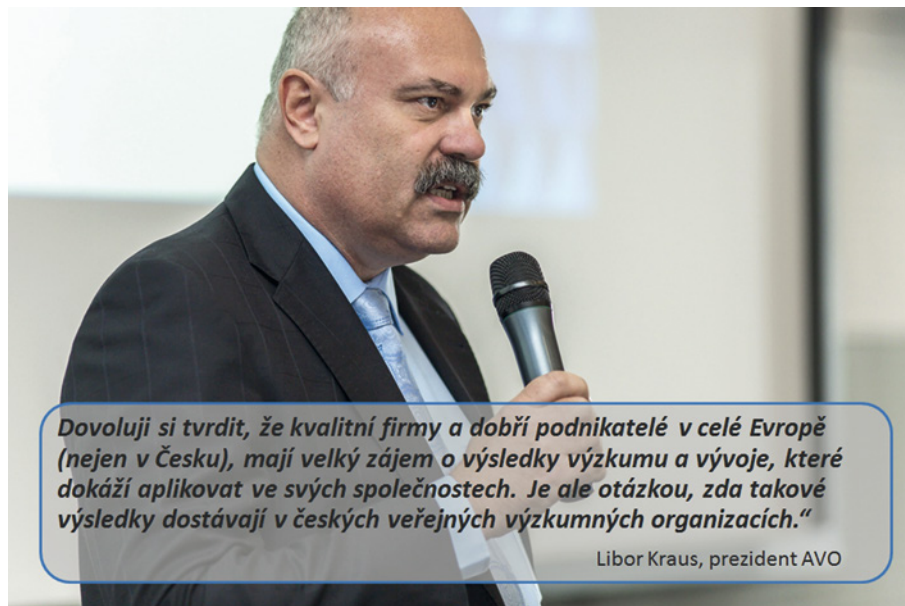 Dovoluji si tvrdit, že kvalitní firmy a dobří podnikatelé v celé Evropě
(nejen v Česku), mají velký zájem o výsledky výzkumu a vývoje, které
dokáží aplikovat ve svých společnostech. Je ale otázkou, zda takové
výsledky dostávají v českých veřejných výzkumných organizacích.“
Libor Kraus, prezident AVO